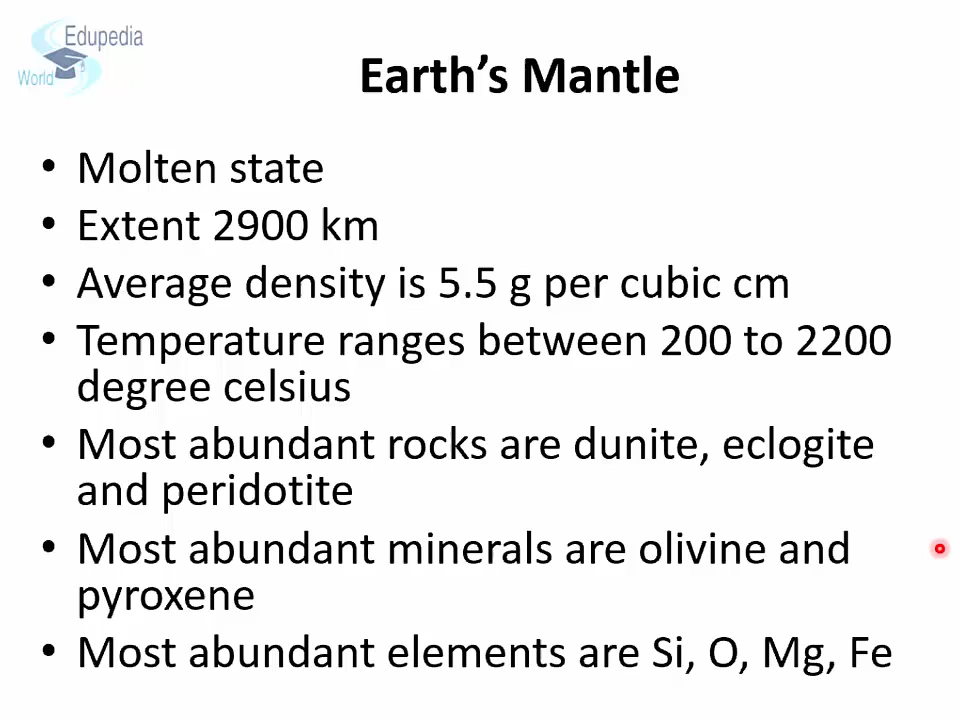 Edupedia
World
Earth’s Mantle
• Molten state
• Extent 2900 km
• Average density is 5.5 g per cubic cm
• Temperature ranges between 200 to 2200
degree celsius
• Most abundant rocks are dunite, eclogite
and peridotite
• Most abundant minerals are olivine and
pyroxene
• Most abundant elements are Si, O, Mg, Fe